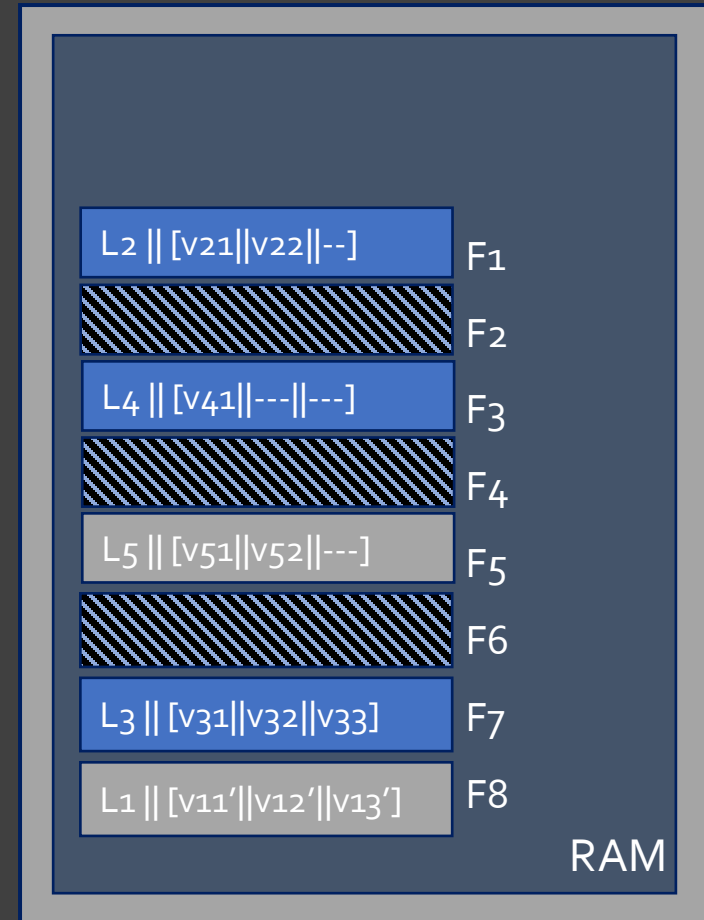 L2 || [v21||v22||--] F1
F2
L4 || [v41||---||---] F3
F4
L5 || [v51||v52||---] F5
F6
L3 || [v31||v32||v33] F7
L1 || [v11′||v12′||v13′] F8
RAM